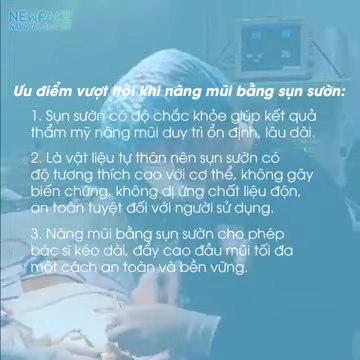 NEWFACE
Ưu điểm vượt trội khi nâng mũi bằng sụn sườn:
1. Sụn sườn có độ chắc khỏe giúp kết quả
thẩm mỹ nâng mũi duy trì ổn định, lâu dài.
2. Là vật liệu tự thân nên sụn sườn có
độ tương thích cao với cơ thể, không gây
biến chứng, không dị ứng chất liệu độn,
an toàn tuyệt đối với người sử dụng.
3. Nâng mũi bằng sụn sườn cho phép
bác sĩ kéo dài, đẩy cao đầu mũi tối đa
một cách an toàn và bền vững.